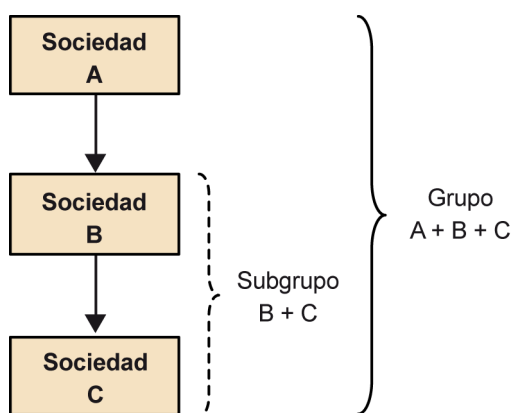 Sociedad
A
Sociedad
B
Sociedad
C
Subgrupo
B + C
Grupo
A + B + C